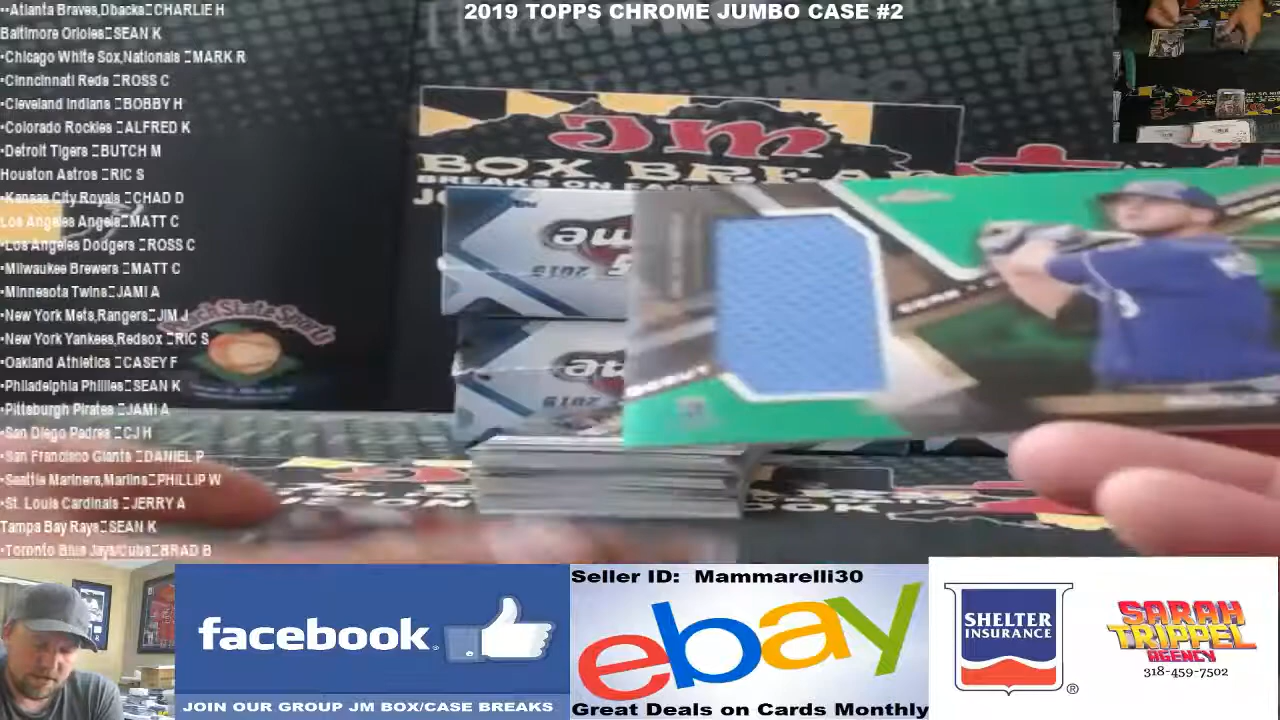 2019 TOPPS CHROME JUMBO CASE #2
••Atlanta Braves,Dbacks CHARLIE H
Baltimore Orioles SEAN K
•Chicago White Sox,Nationals MARK R
•Cinncinnati Reds ROSS C
•Cleveland Indians BOBBY H
•Colorado Rockies ALFRED K
•Detroit Tigers BUTCH M
Houston Astros RIC S
•Kansas City Royals CHAD D
Los Angeles Angels MATT C
•Los Angeles Dodgers ROSS C
•Milwaukee Brewers MATT C
•Minnesota Twins JAMI A
•New York Mets,Rangers JIM J
•New York Yankees,Redsox RIC S
•Oakland Athletics CASEY F
•Philadelphia Phillies SEAN K
•Pittsburgh Pirates JAMI A
•San Diego Padres CJ H
•San Francisco Giants DANIEL P
•Seattle Mariners,Marlins PHILLIP W
•St. Louis Cardinals JERRY A
Tampa Bay Rays SEAN K
•Toronto Blue Jays/Cubs BRAD B
JM
BOX BREAK
BREAKS ON
2019
2019
facebook
JOIN OUR GROUP JM BOX/CASE BREAKS
Seller ID: Mammarelli30
ebay
Great Deals on Cards Monthly
SHELTER
INSURANCE
®
SARAH
TRIPPEL
AGENCY
318-459-7502